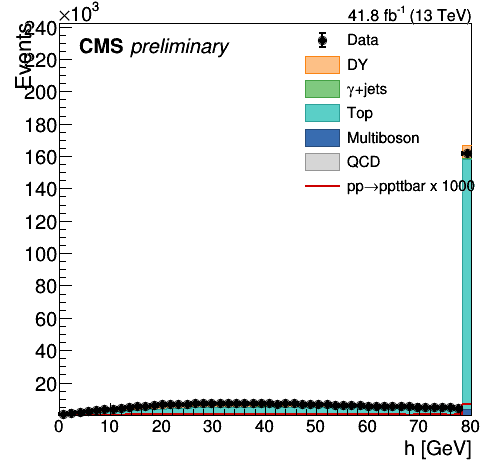 ×10³
41.8 fb⁻¹ (13 TeV)
Events
CMS preliminary
Data
DY
γ+jets
Top
Multiboson
QCD
pp→ppttbar x 1000
240
220
200
180
160
140
120
100
80
60
40
20
0 10 20 30 40 50 60 70 80
h [GeV]